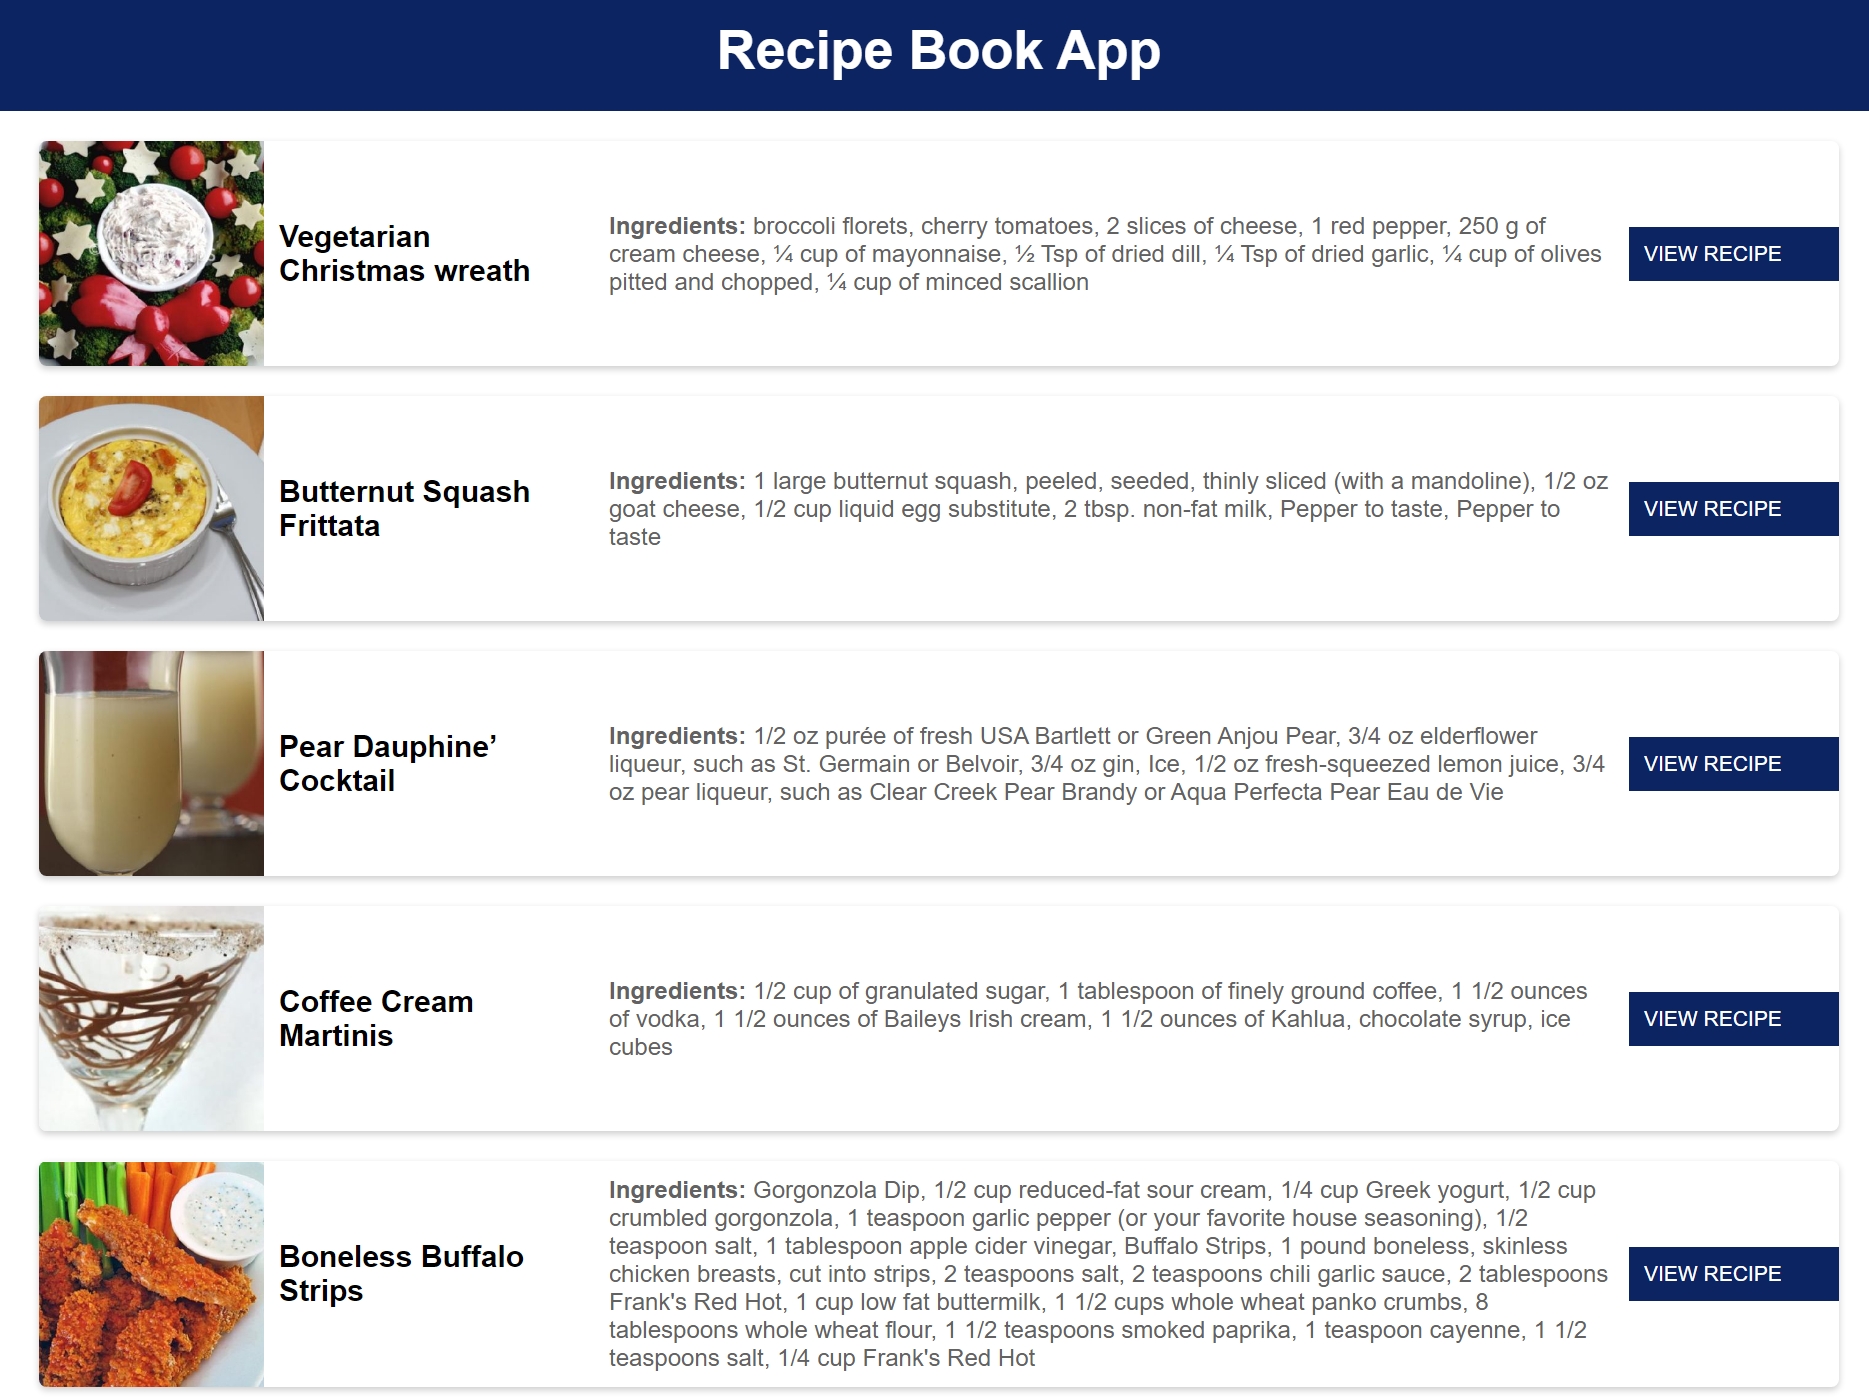 Recipe Book App
Vegetarian
Christmas wreath
Ingredients: broccoli florets, cherry tomatoes, 2 slices of cheese, 1 red pepper, 250 g of
cream cheese, ¼ cup of mayonnaise, ½ Tsp of dried dill, ¼ Tsp of dried garlic, ¼ cup of olives
pitted and chopped, ¼ cup of minced scallion
VIEW RECIPE
Butternut Squash
Frittata
Ingredients: 1 large butternut squash, peeled, seeded, thinly sliced (with a mandoline), 1/2 oz
goat cheese, 1/2 cup liquid egg substitute, 2 tbsp. non-fat milk, Pepper to taste, Pepper to
taste
VIEW RECIPE
Pear Dauphine’
Cocktail
Ingredients: 1/2 oz purée of fresh USA Bartlett or Green Anjou Pear, 3/4 oz elderflower
liqueur, such as St. Germain or Belvoir, 3/4 oz gin, Ice, 1/2 oz fresh-squeezed lemon juice, 3/4
oz pear liqueur, such as Clear Creek Pear Brandy or Aqua Perfecta Pear Eau de Vie
VIEW RECIPE
Coffee Cream
Martinis
Ingredients: 1/2 cup of granulated sugar, 1 tablespoon of finely ground coffee, 1 1/2 ounces
of vodka, 1 1/2 ounces of Baileys Irish cream, 1 1/2 ounces of Kahlua, chocolate syrup, ice
cubes
VIEW RECIPE
Boneless Buffalo
Strips
Ingredients: Gorgonzola Dip, 1/2 cup reduced-fat sour cream, 1/4 cup Greek yogurt, 1/2 cup
crumbled gorgonzola, 1 teaspoon garlic pepper (or your favorite house seasoning), 1/2
teaspoon salt, 1 tablespoon apple cider vinegar, Buffalo Strips, 1 pound boneless, skinless
chicken breasts, cut into strips, 2 teaspoons salt, 2 teaspoons chili garlic sauce, 2 tablespoons
Frank's Red Hot, 1 cup low fat buttermilk, 1 1/2 cups whole wheat panko crumbs, 8
tablespoons whole wheat flour, 1 1/2 teaspoons smoked paprika, 1 teaspoon cayenne, 1 1/2
teaspoons salt, 1/4 cup Frank's Red Hot
VIEW RECIPE